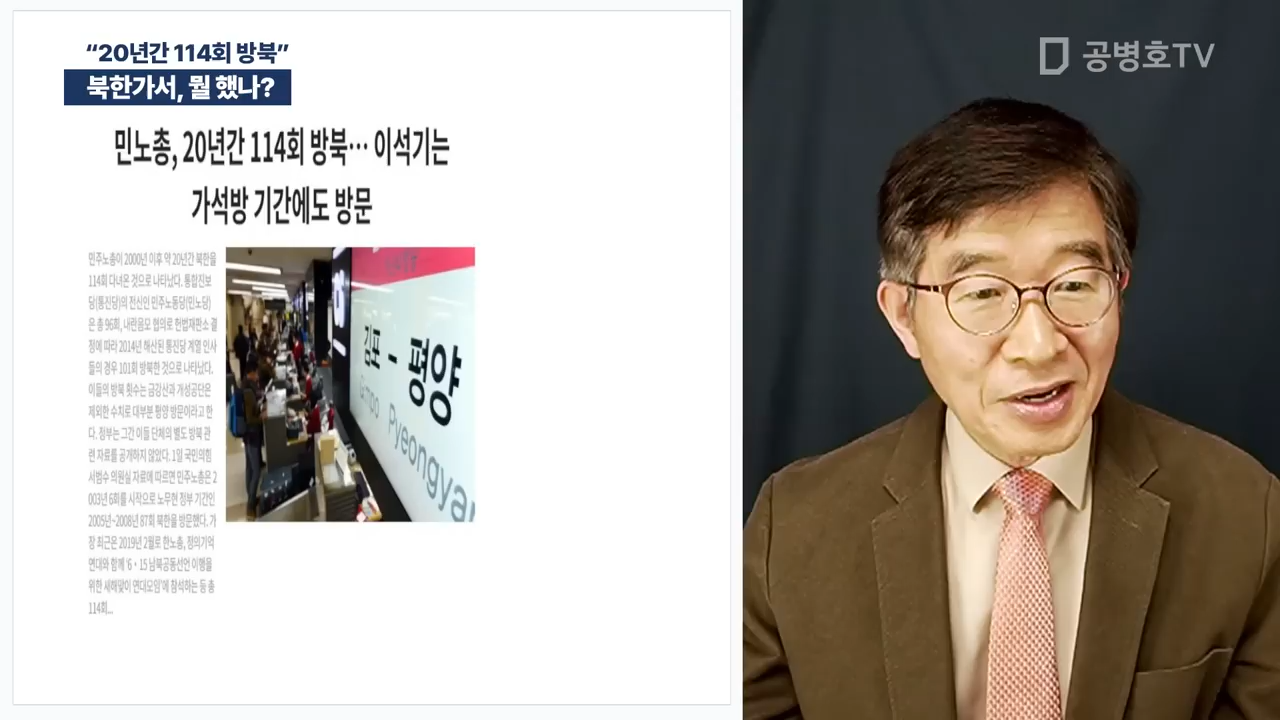 “20년간 114회 방북”
북한가서, 뭘 했나?
공병호TV
민노총, 20년간 114회 방북… 이석기는
가석방 기간에도 방문
민주노총이 2000년 이후 약 20년간 북한을
114회 다녀온 것으로 나타났다. 통합진보
당(통진당)의 전신인 민주노동당(민노당)
은 총 96회, 내란음모 혐의로 헌법재판소 결
정에 따라 2014년 해산된 통진당 계열 인사
들의 경우 101회 방북한 것으로 나타났다.
이들의 방북 횟수는 금강산과 개성공단은
제외한 수치로 대부분 평양 방문이라고 한
다. 정부는 그간 이들 단체의 별도 방북 관
련 자료를 공개하지 않았다. 1일 국민의힘
서범수 의원실 자료에 따르면 민주노총은 2
003년 6회를 시작으로 노무현 정부 기간인
2005년~2008년 87회 북한을 방문했다. 가
장 최근은 2019년 2월로 한노총, 정의기억
연대와 함께 ‘6·15 남북공동선언 이행을
위한 새해맞이 연대모임’에 참석하는 등 총
114회...
김포 - 평양
Gimpo Pyeongya